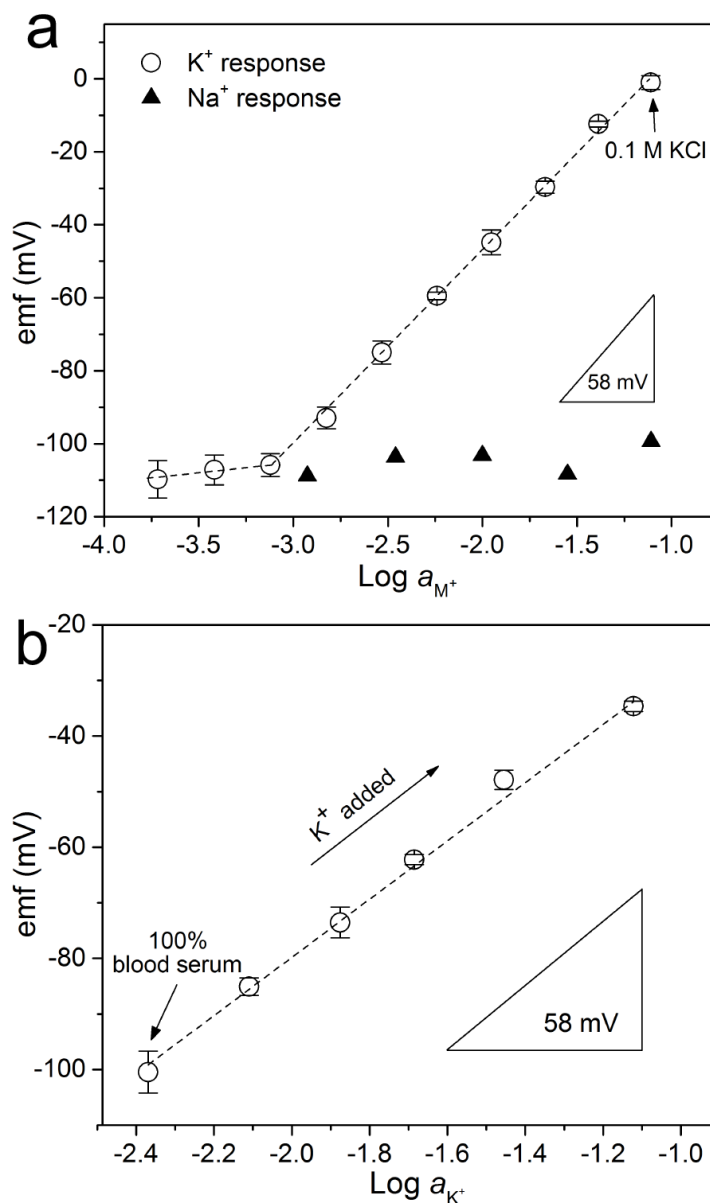 a
K⁺ response
Na⁺ response
0.1 M KCl
58 mV
emf (mV)
0
-20
-40
-60
-80
-100
-120
-4.0 -3.5 -3.0 -2.5 -2.0 -1.5 -1.0
Log a_M⁺
b
K⁺ added
100%
blood serum
58 mV
emf (mV)
-20
-40
-60
-80
-100
-2.4 -2.2 -2.0 -1.8 -1.6 -1.4 -1.2 -1.0
Log a_K⁺